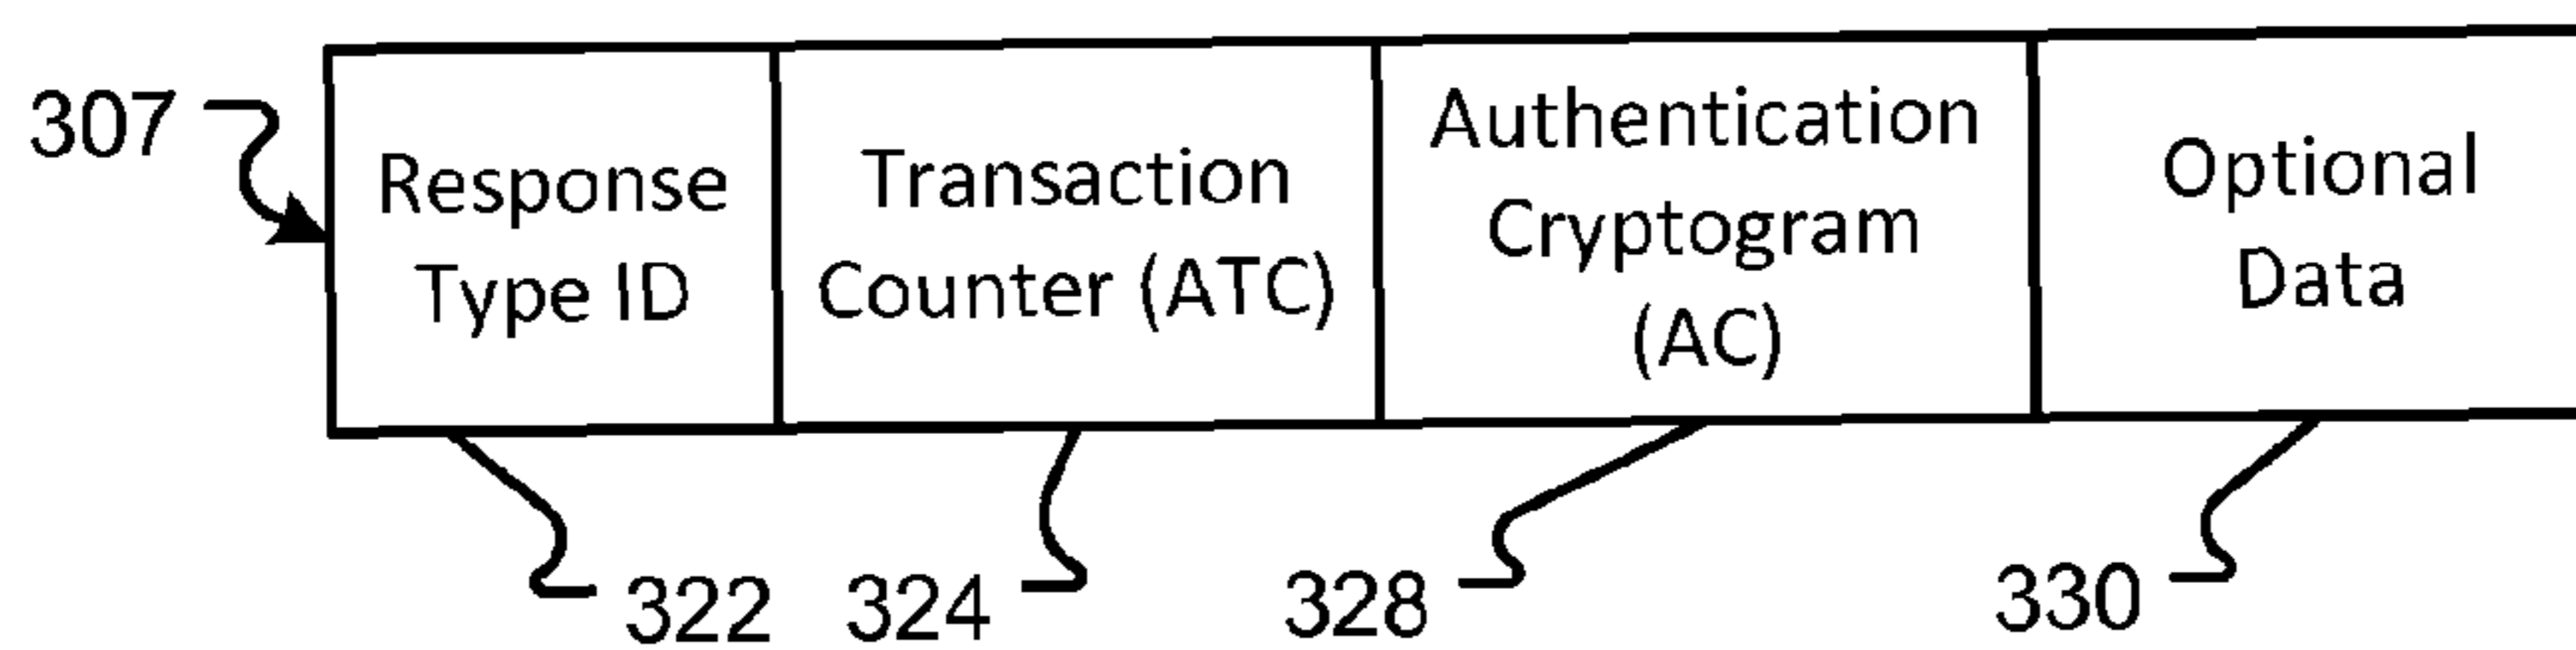 307
Response
Type ID
Transaction
Counter (ATC)
Authentication
Cryptogram
(AC)
Optional
Data
322
324
328
330